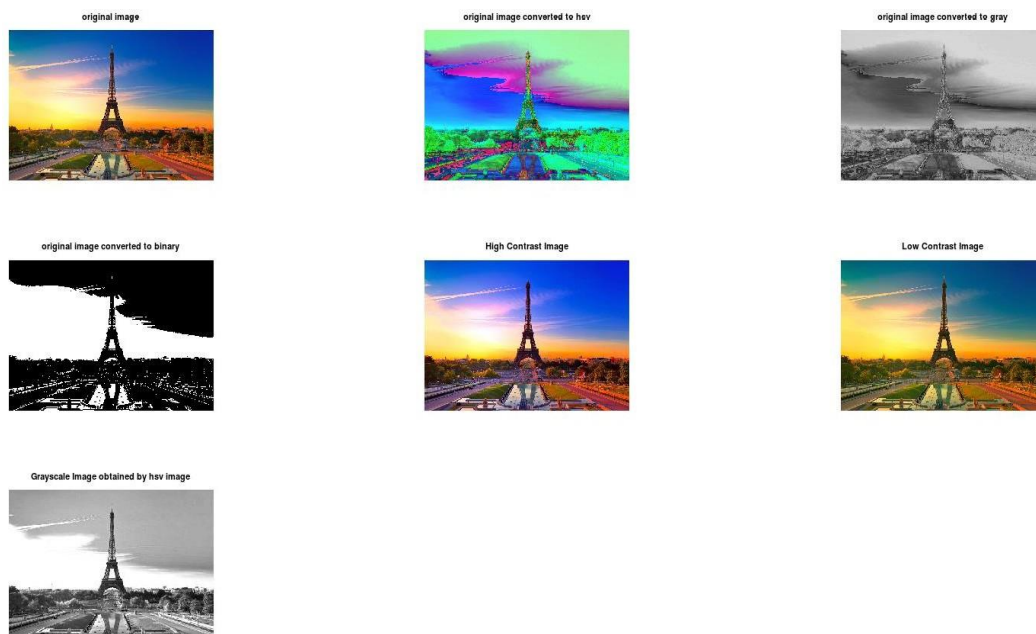 original image
original image converted to hsv
original image converted to gray
original image converted to binary
High Contrast Image
Low Contrast Image
Grayscale Image obtained by hsv image